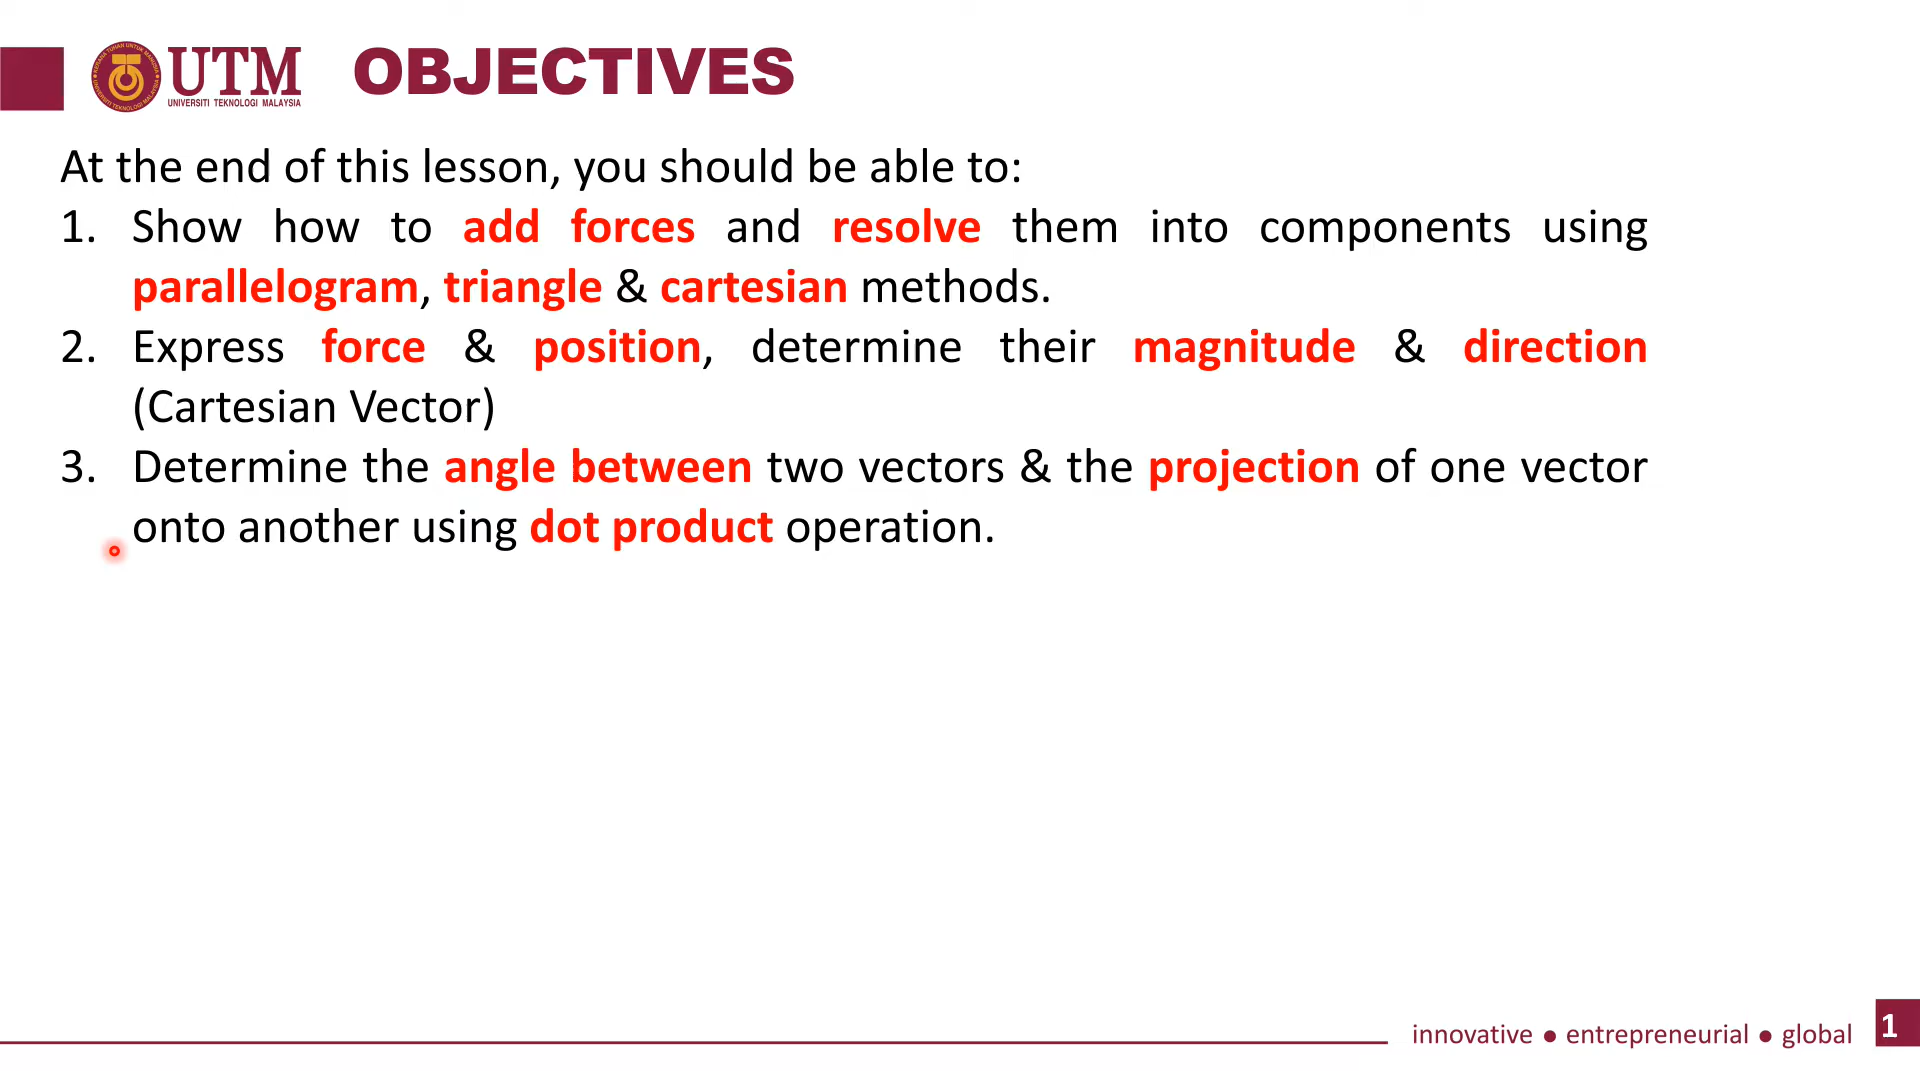 UTM
UNIVERSITI TEKNOLOGI MALAYSIA
OBJECTIVES
At the end of this lesson, you should be able to:
1. Show how to add forces and resolve them into components using
parallelogram, triangle & cartesian methods.
2. Express force & position, determine their magnitude & direction
(Cartesian Vector)
3. Determine the angle between two vectors & the projection of one vector
onto another using dot product operation.
innovative ● entrepreneurial ● global
1